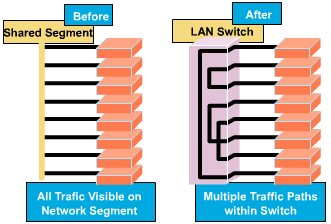 Before
Shared Segment
All Trafic Visible on
Network Segment
After
LAN Switch
Multiple Traffic Paths
within Switch